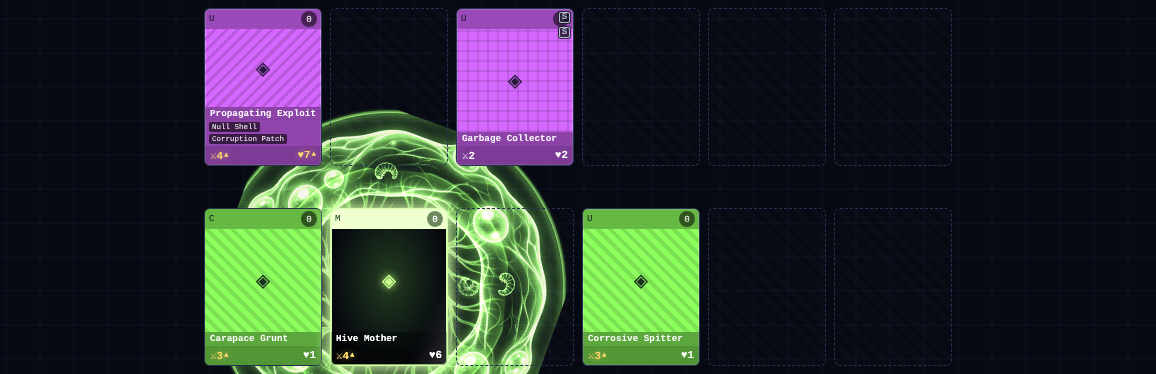 U 0
Propagating Exploit
Null Shell
Corruption Patch
⚔4▲ ♥7▲
U S
S
Garbage Collector
⚔2 ♥2
C 0
Carapace Grunt
⚔3▲ ♥1
M 0
Hive Mother
⚔4▲ ♥6
U 0
Corrosive Spitter
⚔3▲ ♥1